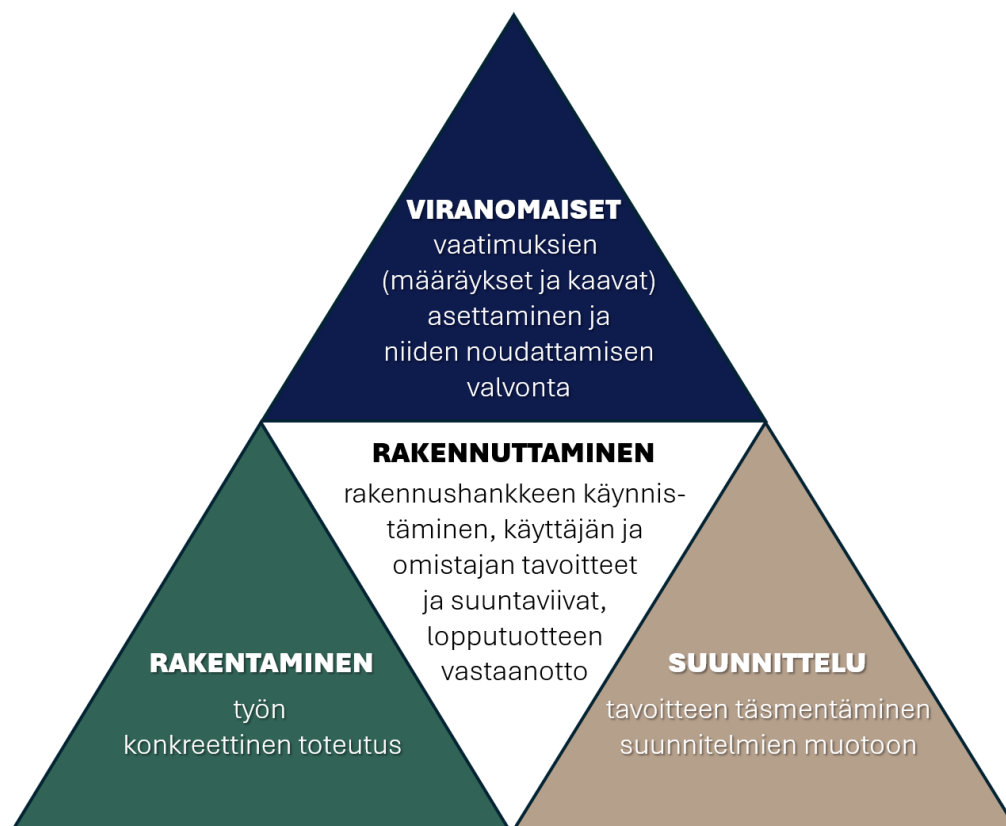 VIRANOMAISET
vaatimuksien
(määräykset ja kaavat)
asettaminen ja
niiden noudattamisen
valvonta
RAKENNUTTAMINEN
rakennushankkeen käynnis-
täminen, käyttäjän ja
omistajan tavoitteet
ja suuntaviivat,
lopputuotteen
vastaanotto
RAKENTAMINEN
työn
konkreettinen toteutus
SUUNNITTELU
tavoitteen täsmentäminen
suunnitelmien muotoon